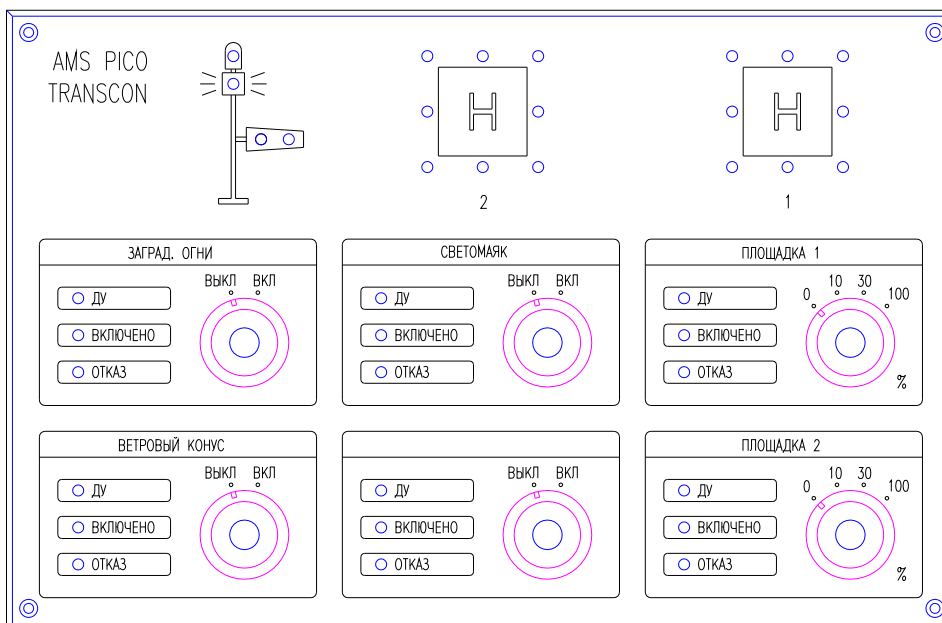 AMS PICO
TRANSCON
H
H
2
1
ЗАГРАД. ОГНИ
ВЫКЛ ВКЛ
ДУ
ВКЛЮЧЕНО
ОТКАЗ
СВЕТОМАЯК
ВЫКЛ ВКЛ
ДУ
ВКЛЮЧЕНО
ОТКАЗ
ПЛОЩАДКА 1
0 10 30 100
ДУ
ВКЛЮЧЕНО
ОТКАЗ
%
ВЕТРОВЫЙ КОНУС
ВЫКЛ ВКЛ
ДУ
ВКЛЮЧЕНО
ОТКАЗ
ВЫКЛ ВКЛ
ДУ
ВКЛЮЧЕНО
ОТКАЗ
ПЛОЩАДКА 2
0 10 30 100
ДУ
ВКЛЮЧЕНО
ОТКАЗ
%